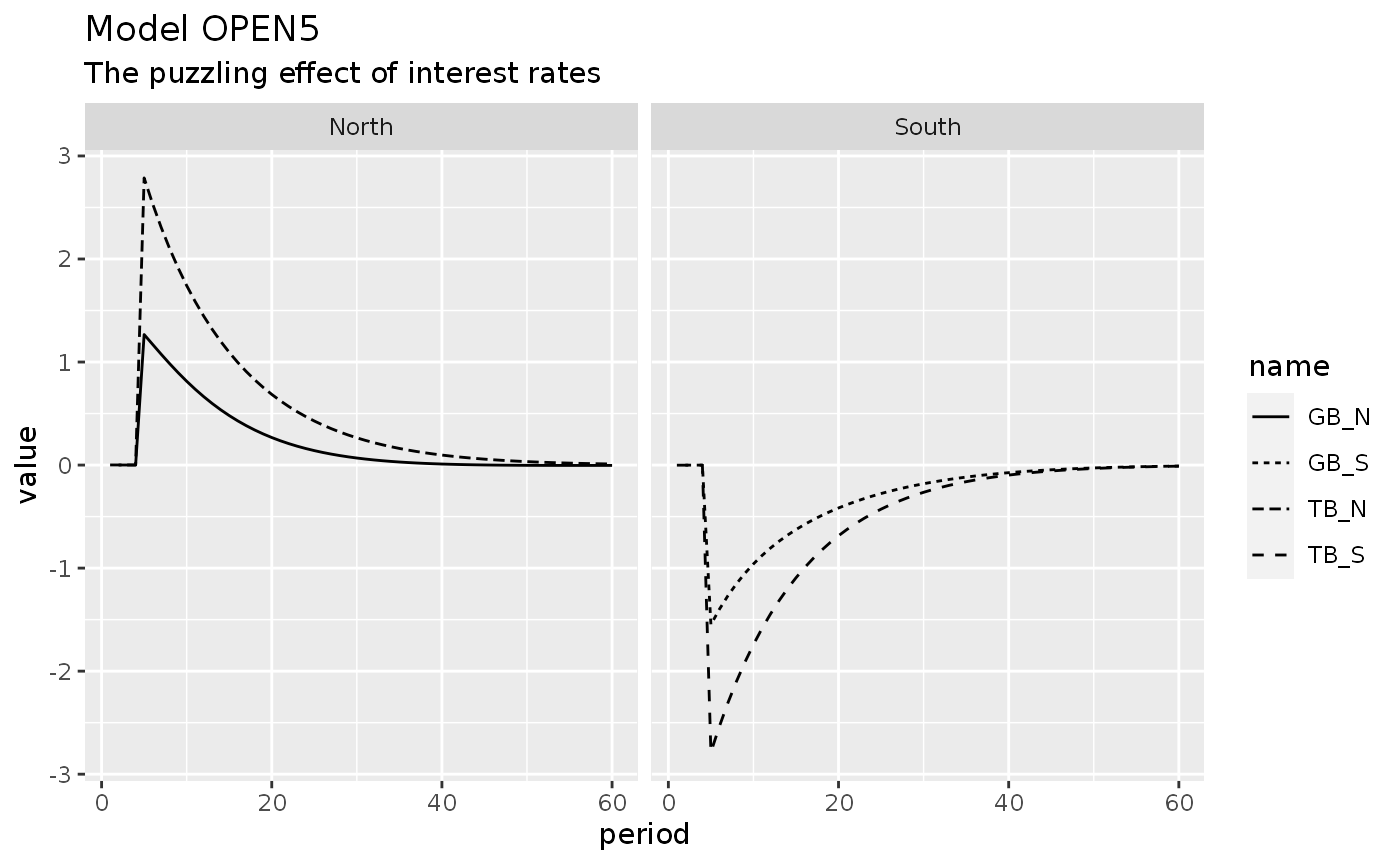 Model OPEN5
The puzzling effect of interest rates
North
South
3
2
1
0
-1
-2
-3
value
0
20
40
60
0
20
40
60
period
name
GB_N
GB_S
TB_N
TB_S